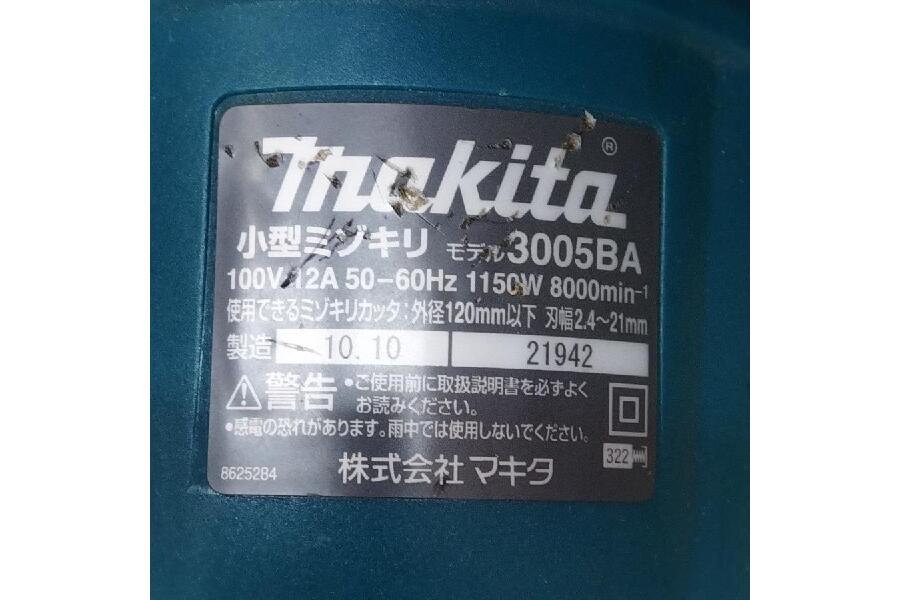 makita®
小型ミゾキリ モデル3005BA
100V 12A 50-60Hz 1150W 8000min-1
使用できるミゾキリカッタ:外径120mm以下 刃幅2.4~21mm
製造 10.10 21942
⚠警告 •ご使用前に取扱説明書を必ずよく
お読みください。
•感電の恐れがあります。雨中では使用しないでください。
322
8625284 株式会社マキタ